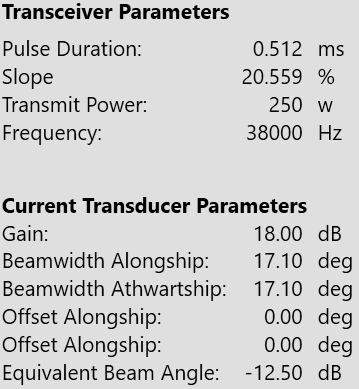 Transceiver Parameters
Pulse Duration: 0.512 ms
Slope 20.559 %
Transmit Power: 250 w
Frequency: 38000 Hz
Current Transducer Parameters
Gain: 18.00 dB
Beamwidth Alongship: 17.10 deg
Beamwidth Athwartship: 17.10 deg
Offset Alongship: 0.00 deg
Offset Alongship: 0.00 deg
Equivalent Beam Angle: -12.50 dB